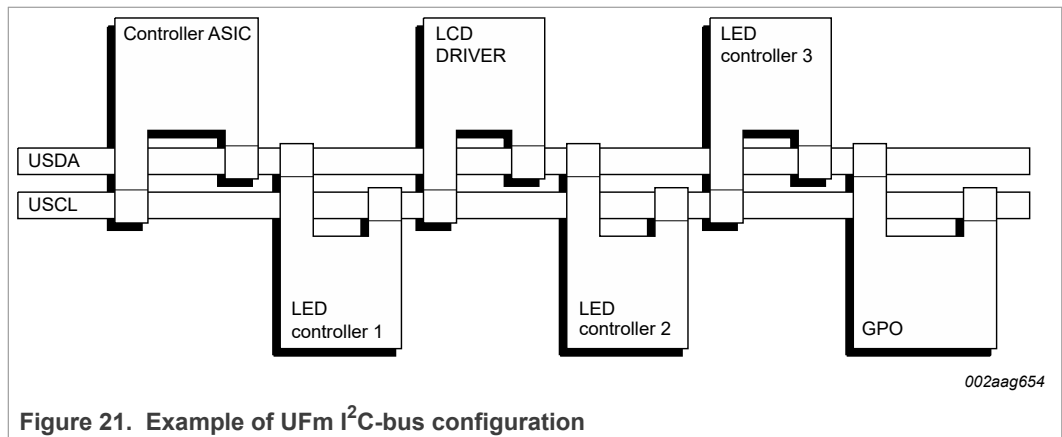 Controller ASIC
LCD
DRIVER
LED
controller 3
USDA
USCL
LED
controller 1
LED
controller 2
GPO
002aag654
Figure 21. Example of UFm I²C-bus configuration